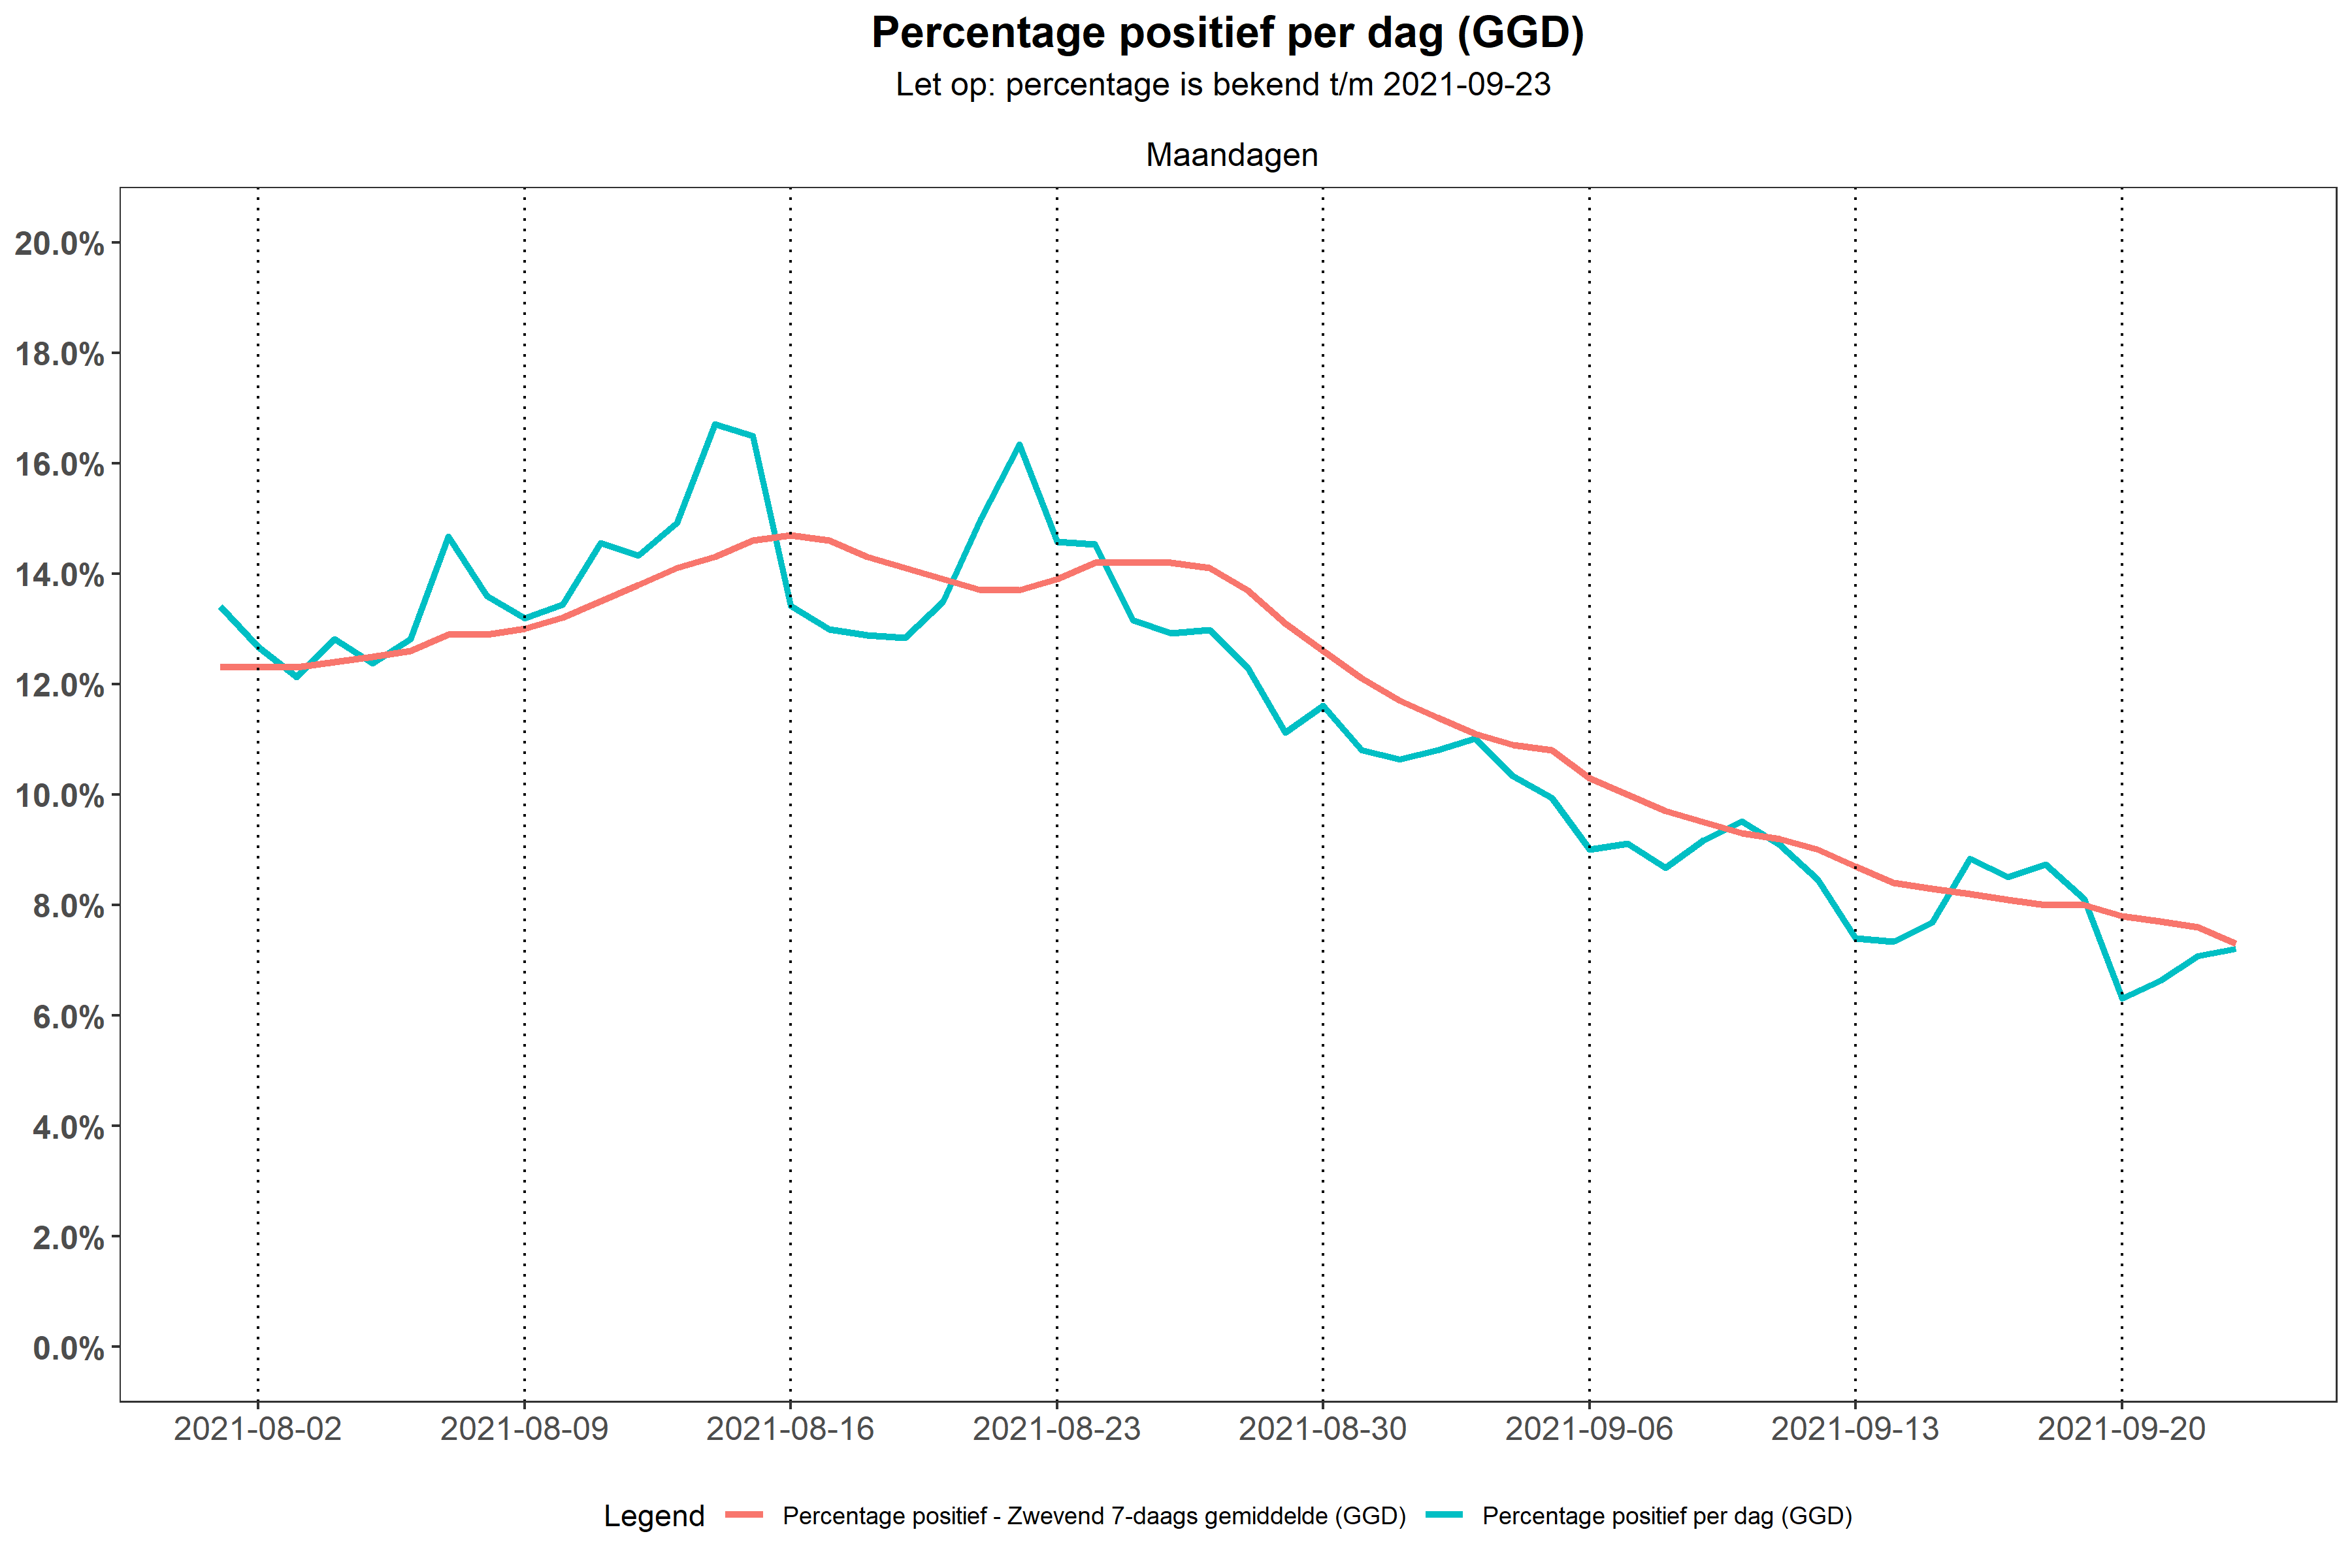 Percentage positief per dag (GGD)
Let op: percentage is bekend t/m 2021-09-23
Maandagen
20.0%
18.0%
16.0%
14.0%
12.0%
10.0%
8.0%
6.0%
4.0%
2.0%
0.0%
2021-08-02 2021-08-09 2021-08-16 2021-08-23 2021-08-30 2021-09-06 2021-09-13 2021-09-20
Legend Percentage positief - Zwevend 7-daags gemiddelde (GGD) Percentage positief per dag (GGD)